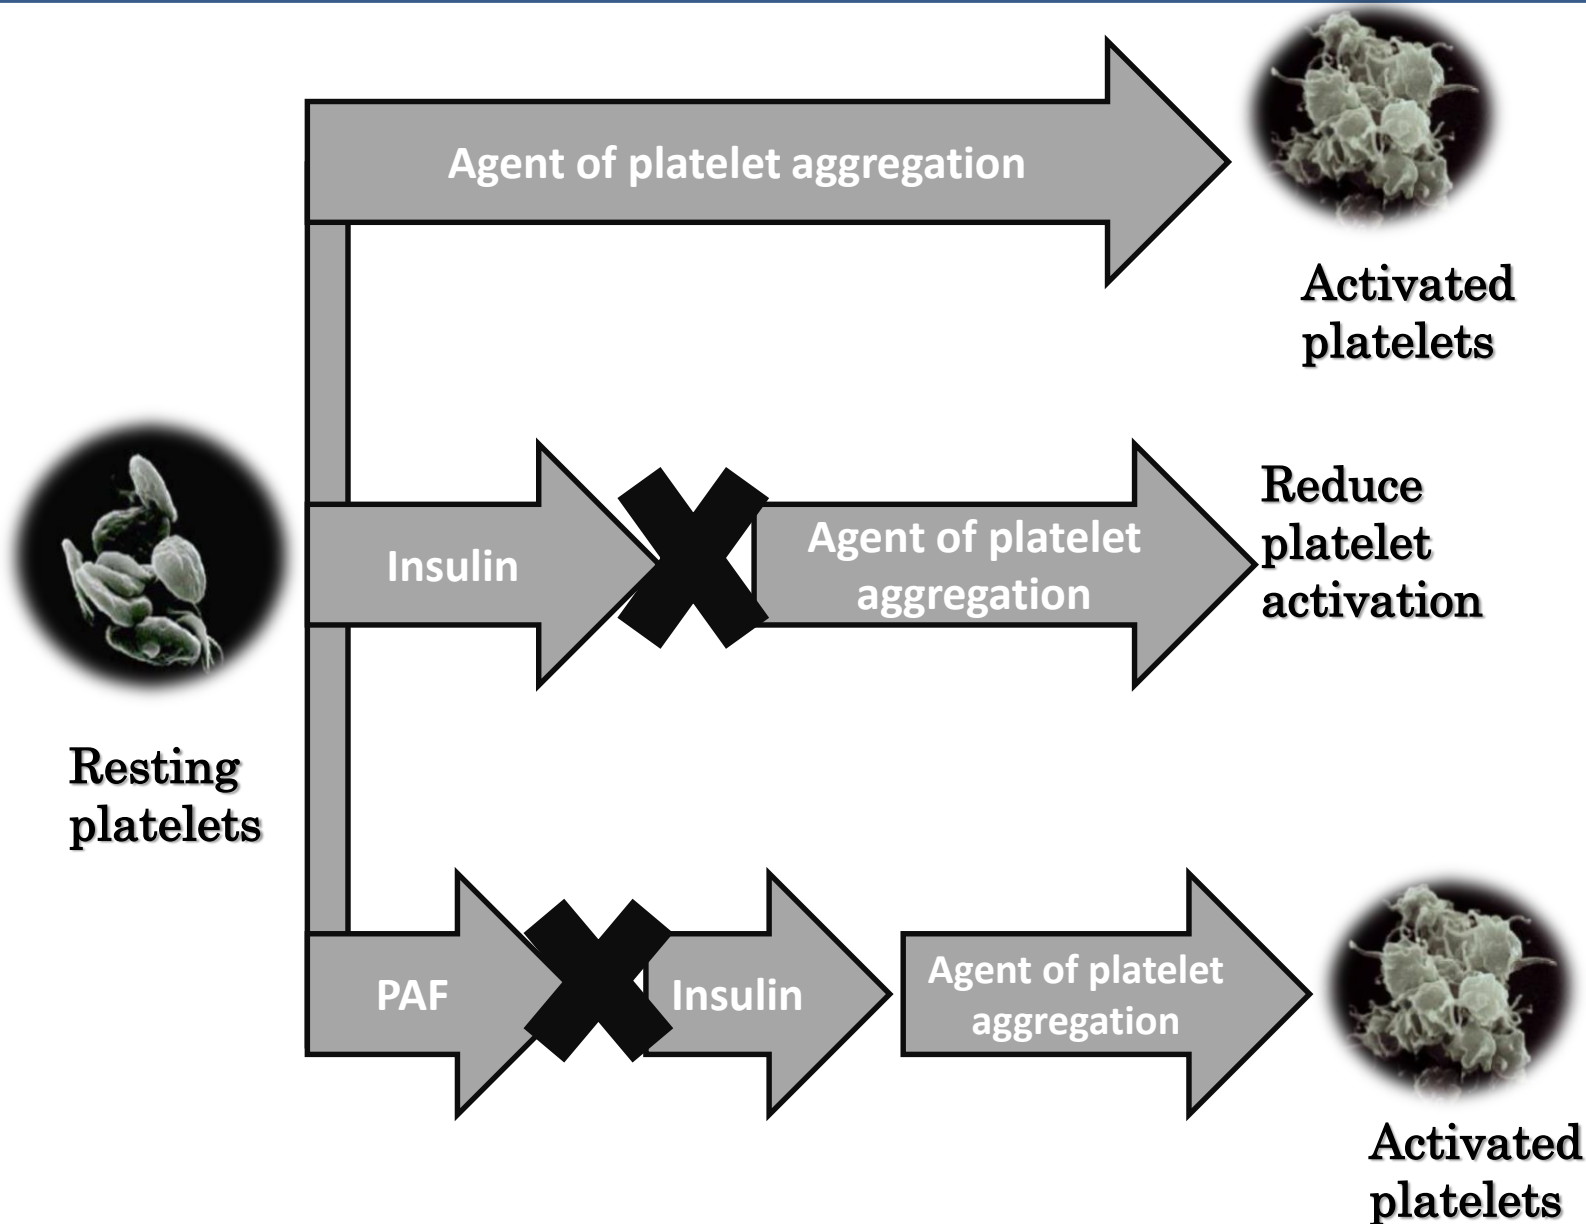 Agent of platelet aggregation
Activated
platelets
Resting
platelets
Insulin
Agent of platelet
aggregation
Reduce
platelet
activation
PAF
Insulin
Agent of platelet
aggregation
Activated
platelets